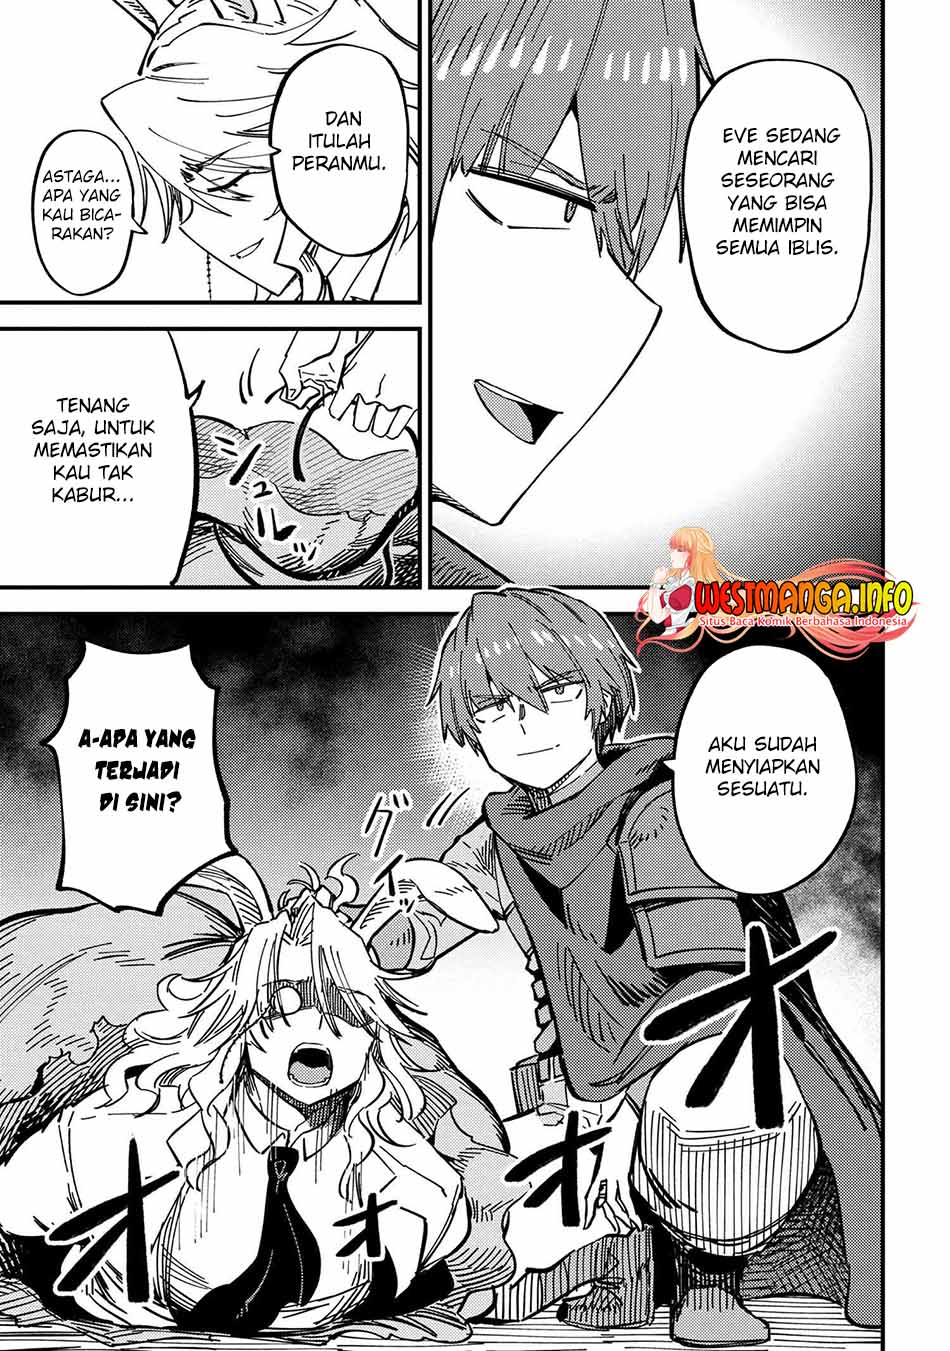 EVE SEDANG
MENCARI
SESEORANG
YANG BISA
MEMIMPIN
SEMUA IBLIS.
DAN
ITULAH
PERANMU.
ASTAGA...
APA YANG
KAU BICA-
RAKAN?
TENANG
SAJA, UNTUK
MEMASTIKAN
KAU TAK
KABUR...
シュルル
WESTMANGA.INFO
Situs Baca Komik Berbahasa Indonesia
AKU SUDAH
MENYIAPKAN
SESUATU.
A-APA YANG
TERJADI
DI SINI?
グイ
オオオ